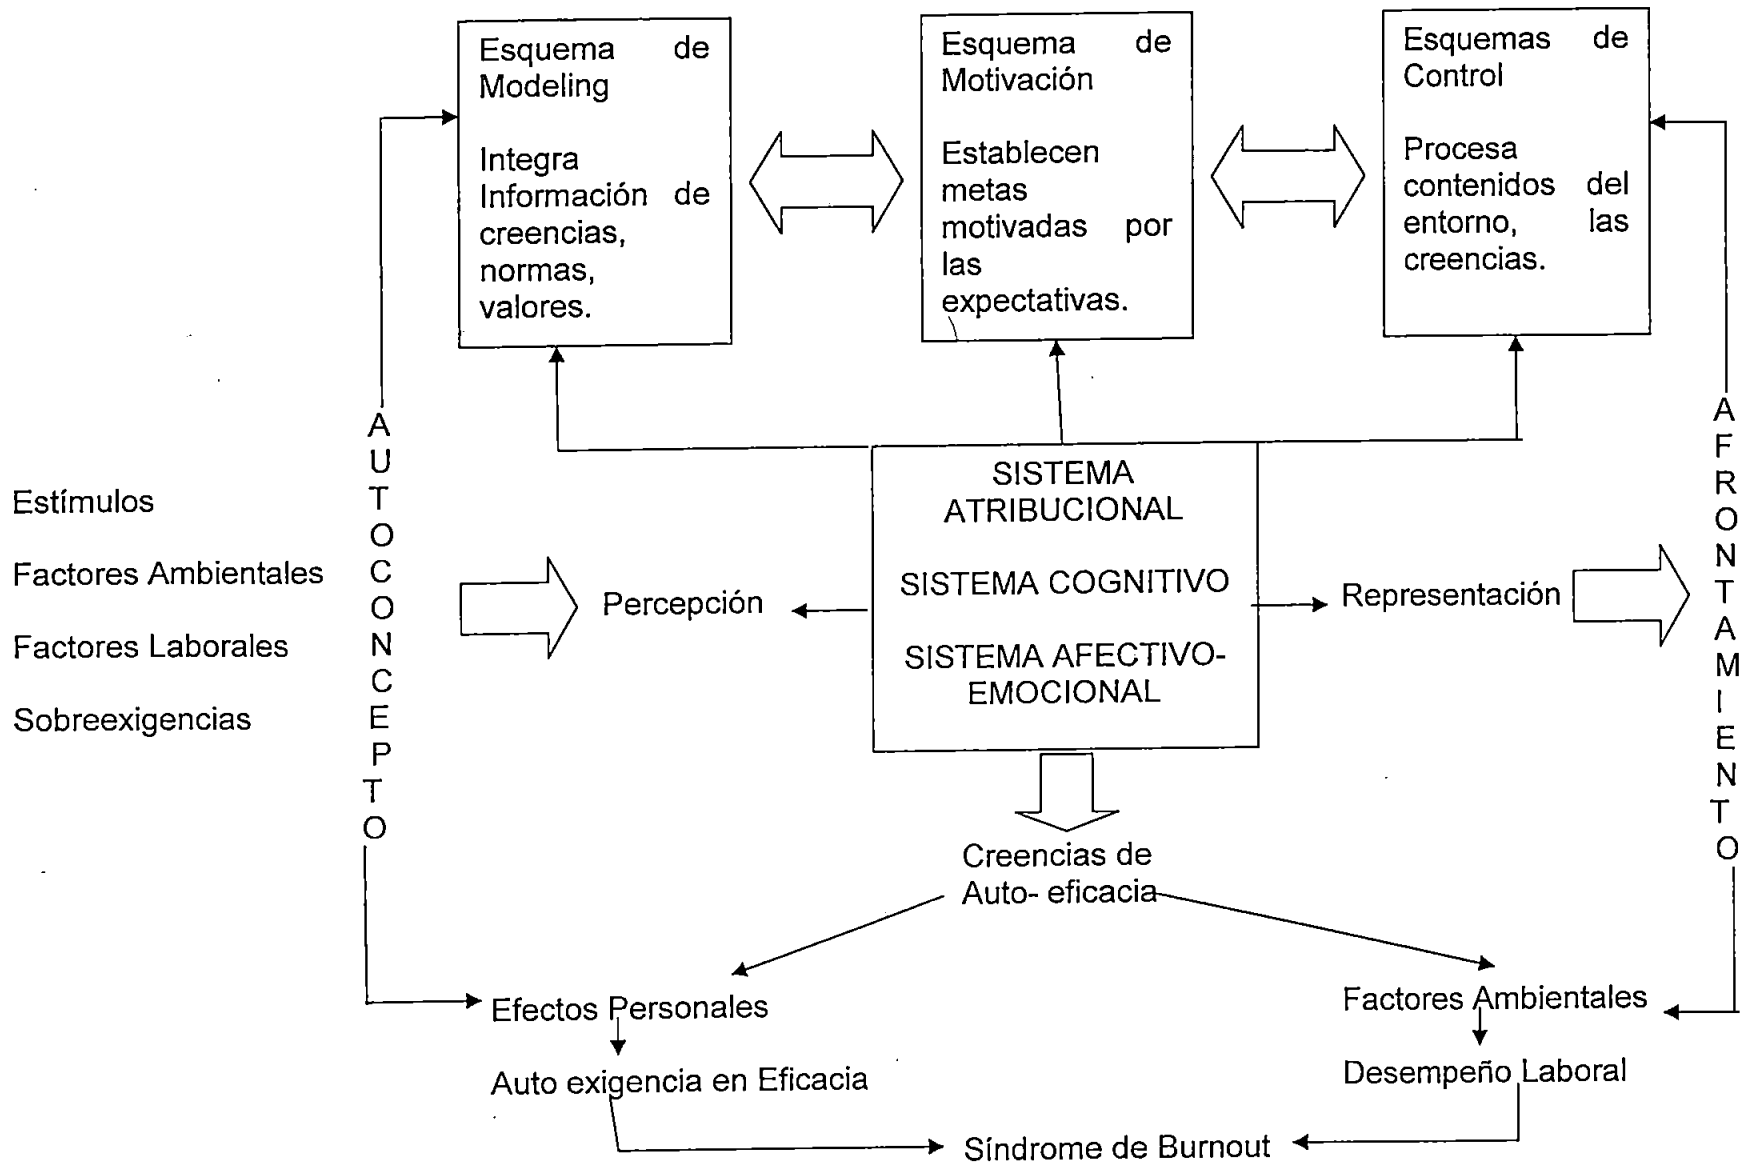 Esquema de
Modeling
Integra
Información de
creencias,
normas,
valores.
Esquema de
Motivación
Establecen
metas
motivadas por
las
expectativas.
Esquemas de
Control
Procesa
contenidos del
entorno, las
creencias.
Estímulos
Factores Ambientales
Factores Laborales
Sobreexigencias
AUTOCONCEPTO
Percepción
SISTEMA
ATRIBUCIONAL
SISTEMA COGNITIVO
SISTEMA AFECTIVO-
EMOCIONAL
Representación
AFRONTAMIENTO
Creencias de
Auto- eficacia
Efectos Personales
Auto exigencia en Eficacia
Factores Ambientales
Desempeño Laboral
Síndrome de Burnout